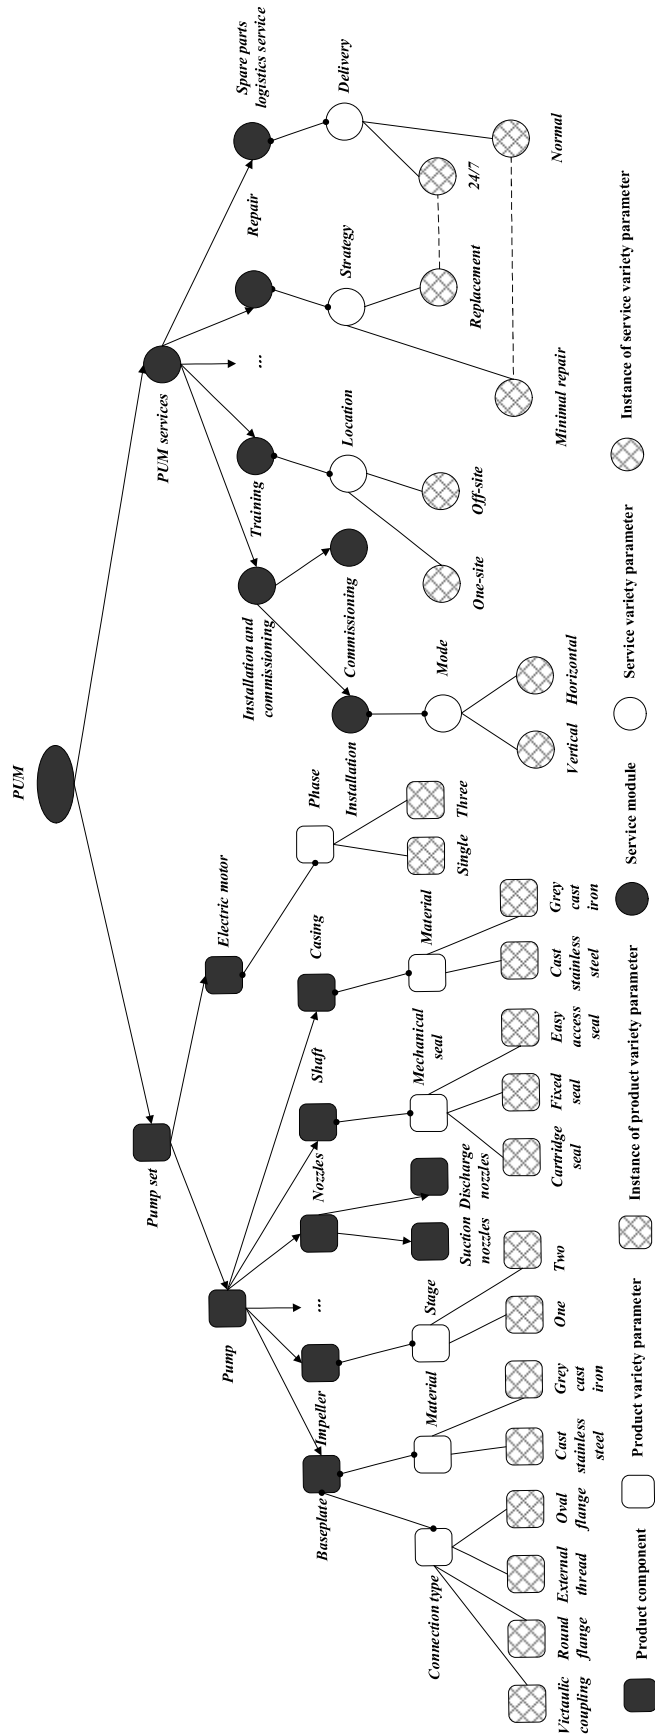 PUM
Pump set
PUM services
Pump
Electric motor
Installation and
commissioning
Training
...
Repair
Spare parts
logistics service
Baseplate
Impeller
...
Nozzles
Shaft
Casing
Phase
Installation
Commissioning
Location
Strategy
Delivery
Connection type
Material
Stage
Suction
nozzles
Discharge
nozzles
Mechanical
seal
Material
Single
Three
Mode
One-site
Off-site
Replacement
24/7
Victaulic
coupling
Round
flange
External
thread
Oval
flange
Cast
stainless
steel
Grey
cast
iron
One
Two
Cartridge
seal
Fixed
seal
Easy
access
seal
Cast
stainless
steel
Grey
cast
iron
Vertical
Horizontal
Minimal repair
Normal
Product component
Product variety parameter
Instance of product variety parameter
Service module
Service variety parameter
Instance of service variety parameter